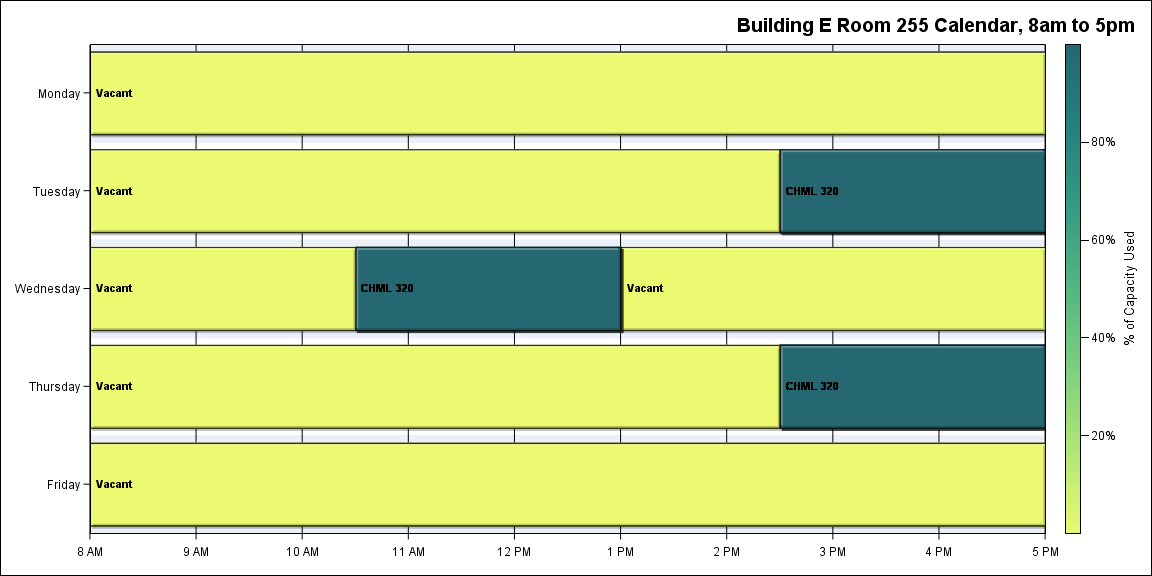 Building E Room 255 Calendar, 8am to 5pm
Monday
Vacant
Tuesday
Vacant
CHML 320
Wednesday
Vacant
CHML 320
Vacant
Thursday
Vacant
CHML 320
Friday
Vacant
8 AM
9 AM
10 AM
11 AM
12 PM
1 PM
2 PM
3 PM
4 PM
5 PM
80%
60%
40%
20%
% of Capacity Used